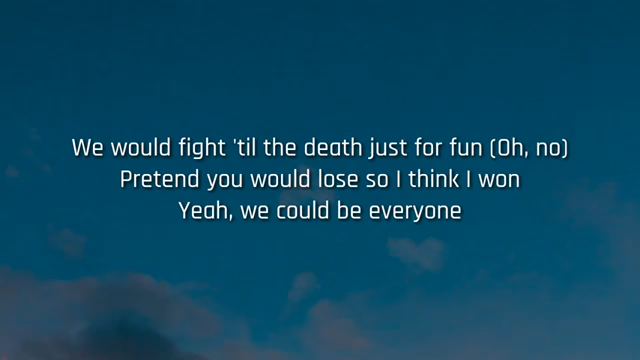 We would fight 'til the death just for fun (Oh, no)
Pretend you would lose so I think I won
Yeah, we could be everyone